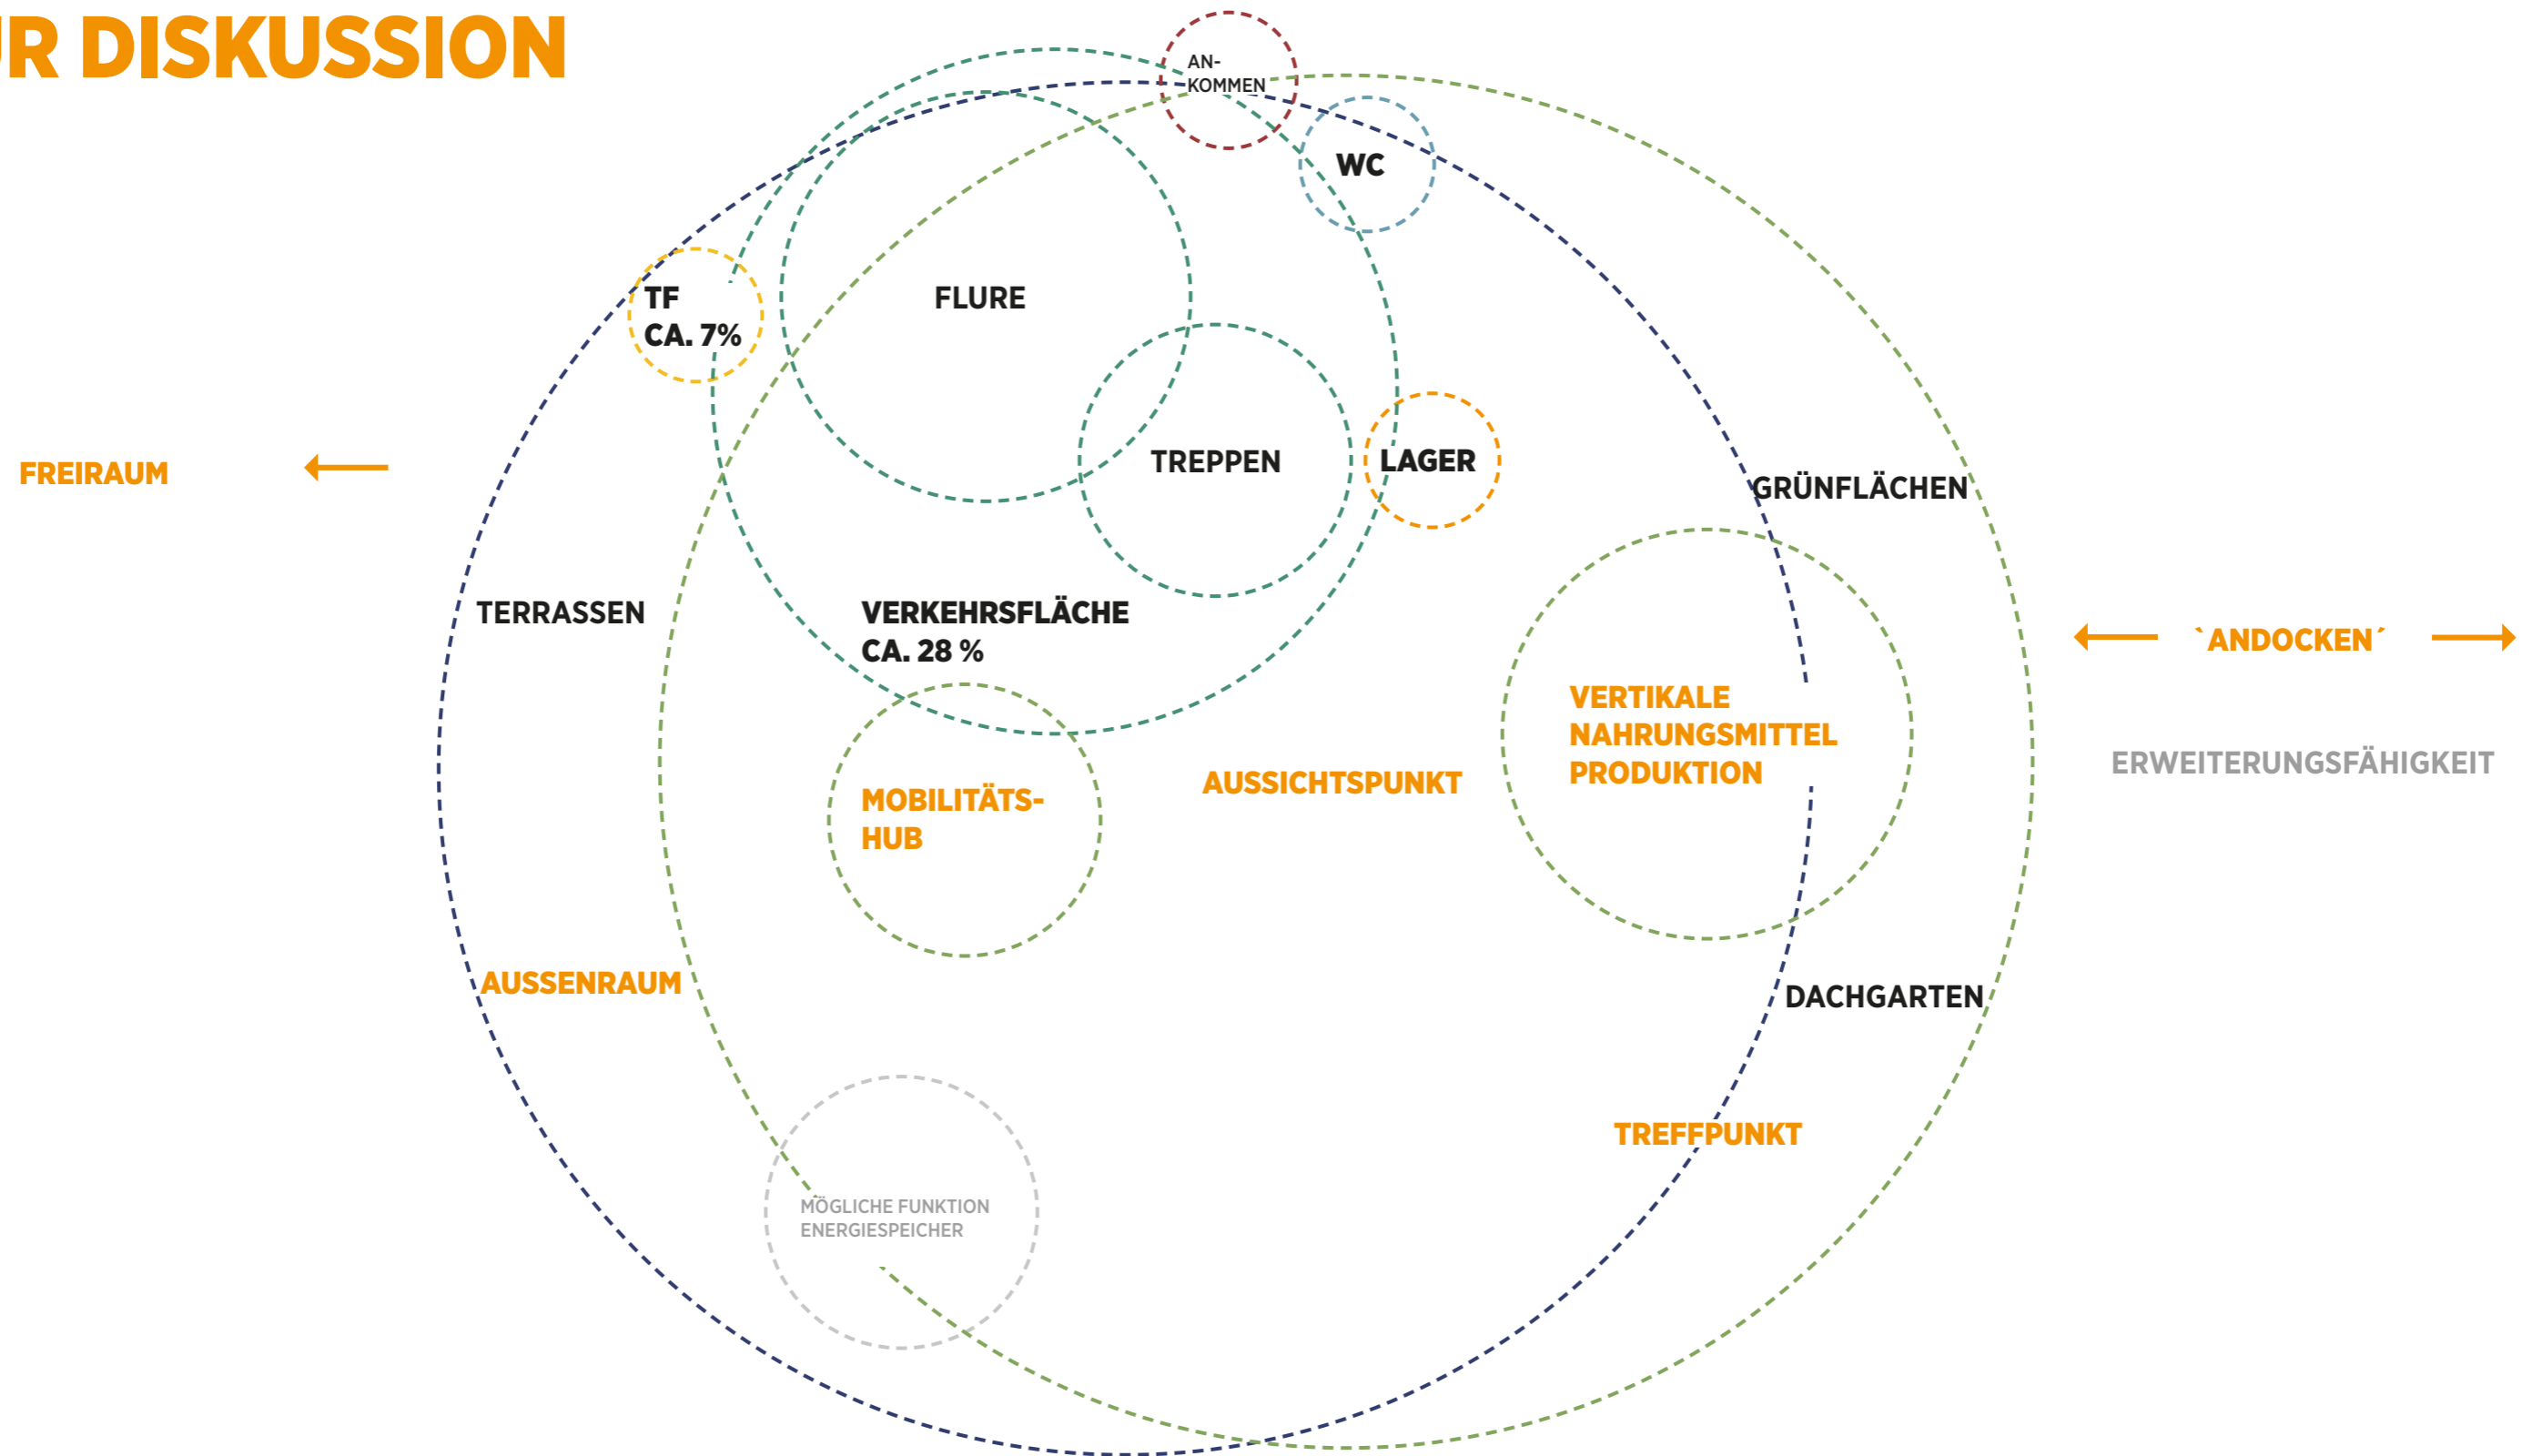 UR DISKUSSION
AN-
KOMMEN
WC
TF
CA. 7%
FLURE
TREPPEN
LAGER
FREIRAUM
GRÜNFLÄCHEN
TERRASSEN
VERKEHRSFLÄCHE
CA. 28 %
`ANDOCKEN´
VERTIKALE
NAHRUNGSMITTEL
PRODUKTION
ERWEITERUNGSFÄHIGKEIT
AUSSICHTSPUNKT
MOBILITÄTS-
HUB
AUSSENRAUM
DACHGARTEN
TREFFPUNKT
MÖGLICHE FUNKTION
ENERGIESPEICHER